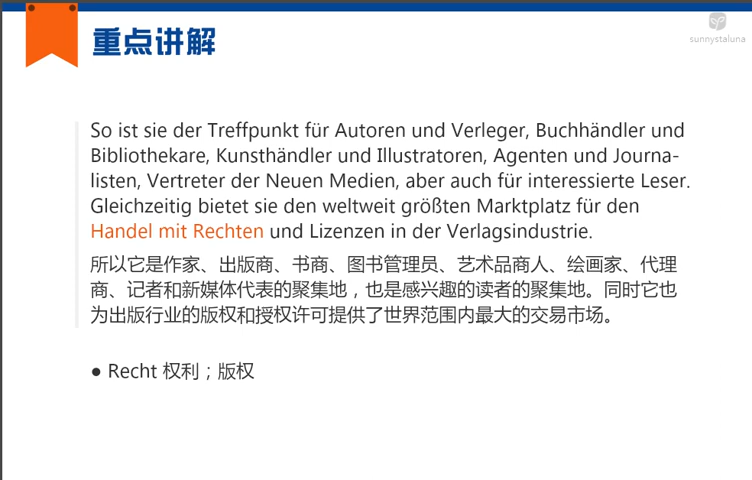 重点讲解
sunnystaluna
So ist sie der Treffpunkt für Autoren und Verleger, Buchhändler und
Bibliothekare, Kunsthändler und Illustratoren, Agenten und Journa-
listen, Vertreter der Neuen Medien, aber auch für interessierte Leser.
Gleichzeitig bietet sie den weltweit größten Marktplatz für den
Handel mit Rechten und Lizenzen in der Verlagsindustrie.
所以它是作家、出版商、书商、图书管理员、艺术品商人、绘画家、代理
商、记者和新媒体代表的聚集地，也是感兴趣的读者的聚集地。同时它也
为出版行业的版权和授权许可提供了世界范围内最大的交易市场。
● Recht 权利；版权